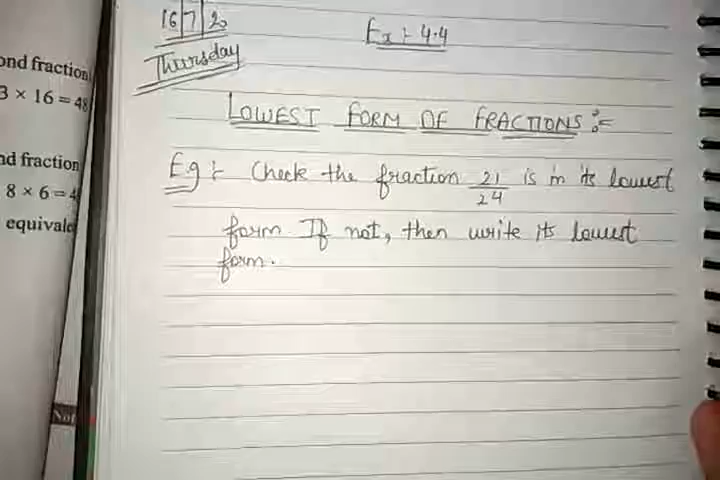 ond fraction
3 × 16 = 48
nd fraction
8 × 6 = 4
equivale
16|7|20
Thursday
Ex :- 4.4
LOWEST FORM OF FRACTIONS :=
Eg :- Check the fraction 21/24 is in its lowest
form If not, then write its lowest
form.